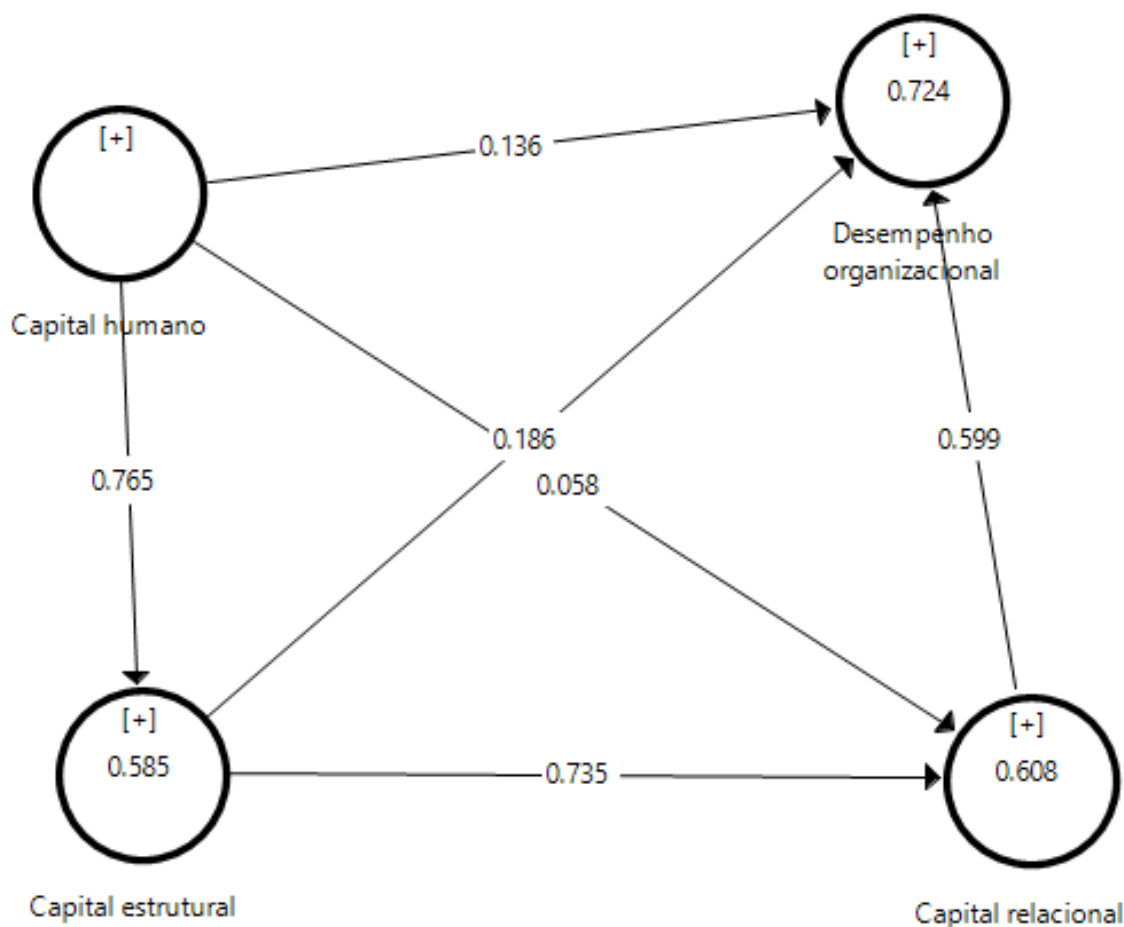 [+]
0.724
[+]
0.136
Desempenho
organizacional
Capital humano
0.186
0.599
0.765
0.058
[+]
0.585
[+]
0.608
0.735
Capital estrutural
Capital relacional